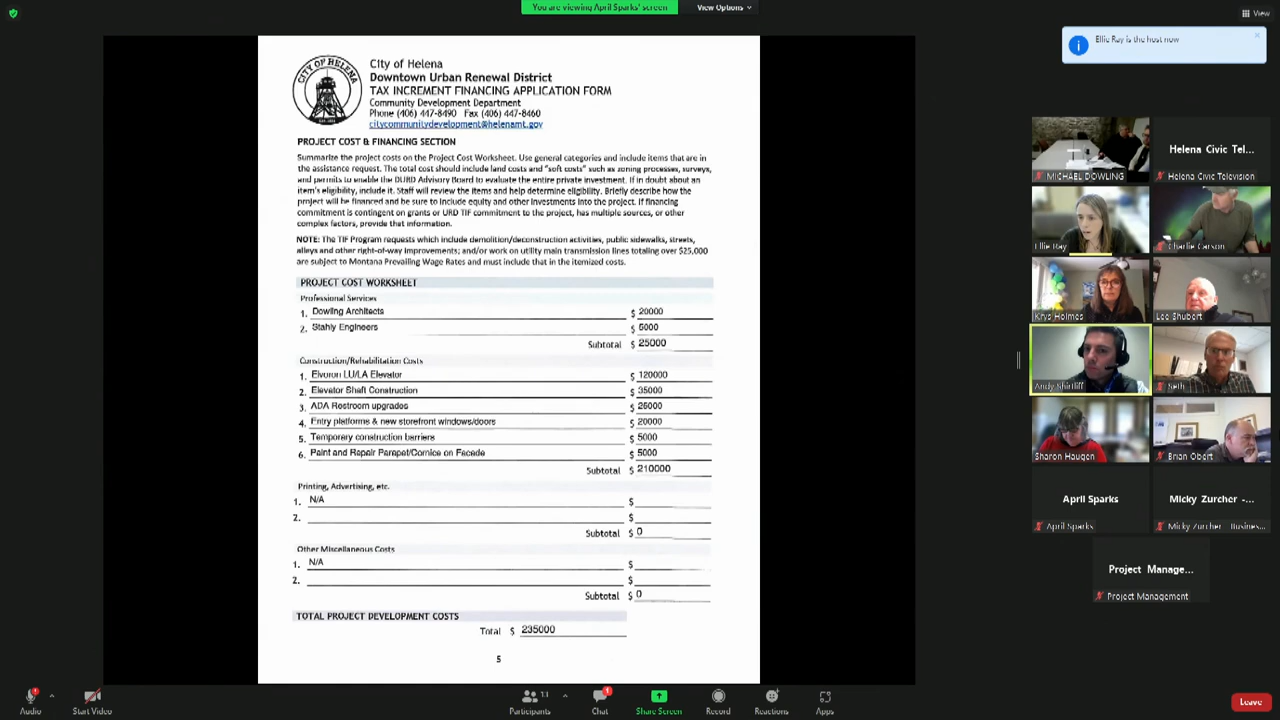 You are viewing April Sparks' screen
View Options
View
Ellie Ray is the host now
CITY OF HELENA
City of Helena
Downtown Urban Renewal District
TAX INCREMENT FINANCING APPLICATION FORM
Community Development Department
Phone (406) 447-8490 Fax (406) 447-8460
citycommunitydevelopment@helenamt.gov
PROJECT COST & FINANCING SECTION
Summarize the project costs on the Project Cost Worksheet. Use general categories and include items that are in
the assistance request. The total cost should include land costs and "soft costs" such as zoning processes, surveys,
and permits to enable the DURD Advisory Board to evaluate the entire private investment. If in doubt about an
item's eligibility, include it. Staff will review the items and help determine eligibility. Briefly describe how the
project will be financed and be sure to include equity and other investments into the project. If financing
commitment is contingent on grants or URD TIF commitment to the project, has multiple sources, or other
complex factors, provide that information.
NOTE: The TIF Program requests which include demolition/deconstruction activities, public sidewalks, streets,
alleys and other right-of-way improvements; and/or work on utility main transmission lines totaling over $25,000
are subject to Montana Prevailing Wage Rates and must include that in the itemized costs.
PROJECT COST WORKSHEET
Professional Services
1. Dowling Architects $ 20000
2. Stahly Engineers $ 5000
Subtotal $ 25000
Construction/Rehabilitation Costs
1. LU/LA Elevator $ 120000
2. Elevator Shaft Construction $ 35000
3. ADA Restroom upgrades $ 25000
4. Entry platforms & new storefront windows/doors $ 20000
5. Temporary construction barriers $ 5000
6. Paint and Repair Parapet/Cornice on Facade $ 5000
Subtotal $ 210000
Printing, Advertising, etc.
1. N/A $
2. $
Subtotal $ 0
Other Miscellaneous Costs
1. N/A $
2. $
Subtotal $ 0
TOTAL PROJECT DEVELOPMENT COSTS
Total $ 235000
5
MICHAEL DOWLING
Helena Civic Tel...
Helena Civic Television
Ellie Ray
Charlie Carson
Krys Holmes
Lee Shubert
Andy Shirtliff
Seth
Sharon Haugen
Brian Obert
April Sparks
April Sparks
Micky Zurcher -...
Micky Zurcher - Busines...
Project Manage...
Project Management
Audio
Start Video
Participants
11
Chat
1
Share Screen
Record
Reactions
Apps
Leave